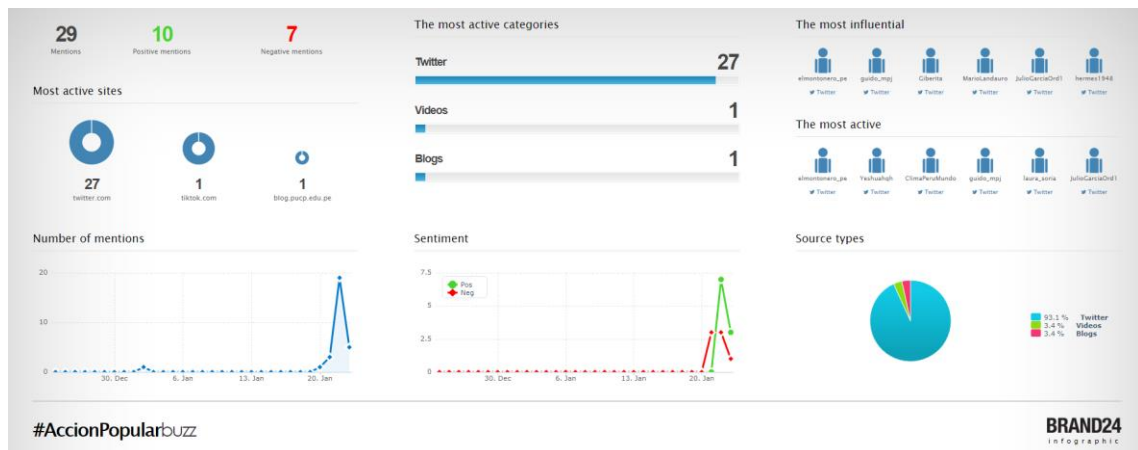 29
Mentions
10
Positive mentions
7
Negative mentions
Most active sites
27
twitter.com
1
tiktok.com
1
blog.pucp.edu.pe
The most active categories
Twitter 27
Videos 1
Blogs 1
The most influential
elmontonero_pe guido_mpj Giberita MarioLandauro JulioGarciaOrd1 hermes1948
Twitter Twitter Twitter Twitter Twitter Twitter
The most active
elmontonero_pe Yeshuahqh ClimaPeruMundo guido_mpj laura_soria JulioGarciaOrd1
Twitter Twitter Twitter Twitter Twitter Twitter
Number of mentions
20
10
0
30. Dec 6. Jan 13. Jan 20. Jan
Sentiment
7.5
5
2.5
0
Pos
Neg
30. Dec 6. Jan 13. Jan 20. Jan
Source types
93.1 % Twitter
3.4 % Videos
3.4 % Blogs
#AccionPopularbuzz
BRAND24
infographic